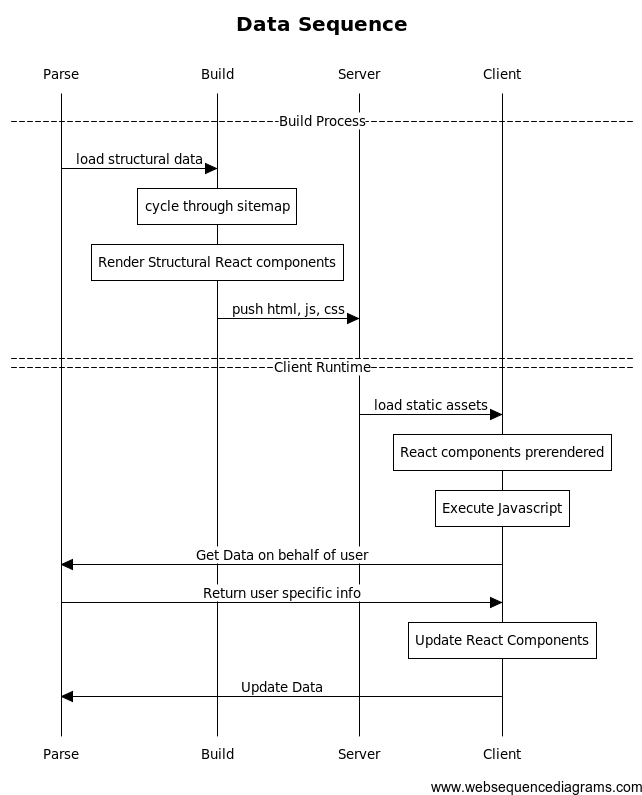 Data Sequence
Parse Build Server Client
Build Process
load structural data
cycle through sitemap
Render Structural React components
push html, js, css
Client Runtime
load static assets
React components prerendered
Execute Javascript
Get Data on behalf of user
Return user specific info
Update React Components
Update Data
Parse Build Server Client
www.websequencediagrams.com